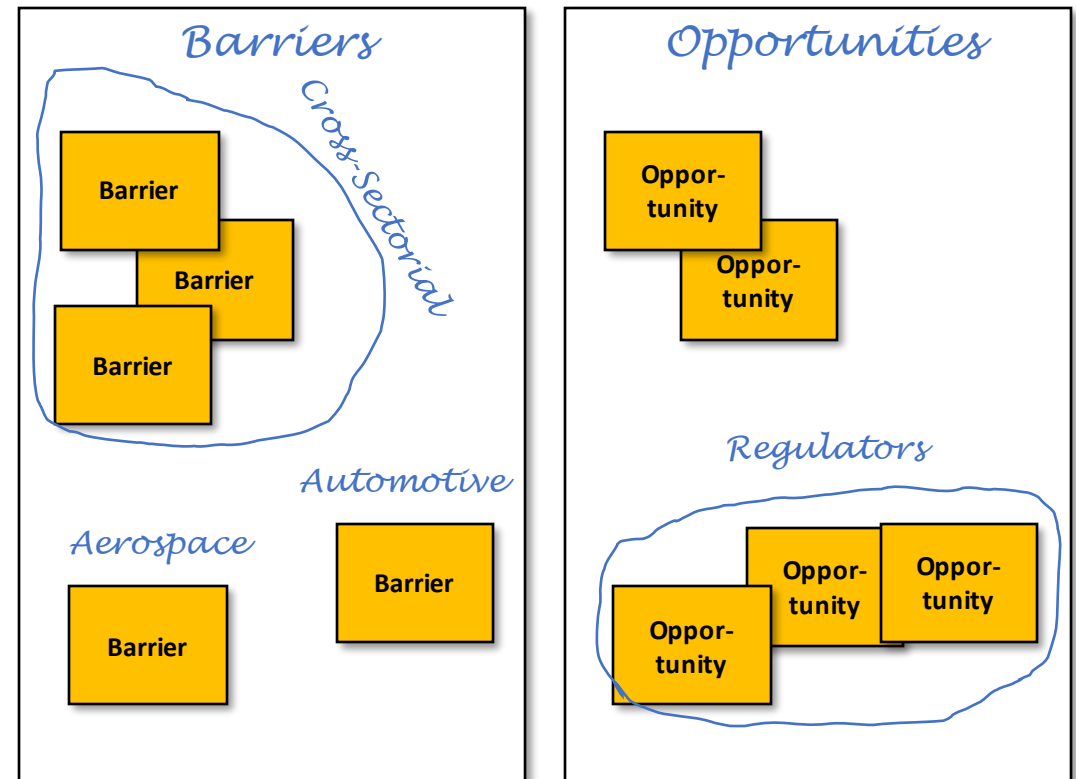 Barriers
Cross-Sectorial
Barrier
Barrier
Barrier
Automotive
Aerospace
Barrier
Barrier
Opportunities
Oppor-
tunity
Oppor-
tunity
Regulators
Oppor-
tunity
Oppor-
tunity
Oppor-
tunity